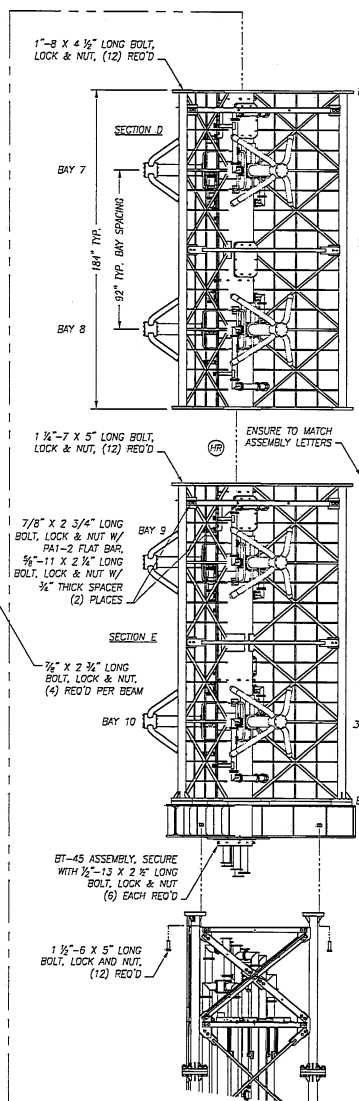 1"-8 X 4 ½" LONG BOLT,
LOCK & NUT, (12) REQ'D
SECTION D
BAY 7
184" TYP.
92" TYP. BAY SPACING
BAY 8
1 ¼"-7 X 5" LONG BOLT,
LOCK & NUT, (12) REQ'D
HR
ENSURE TO MATCH
ASSEMBLY LETTERS
7/8" X 2 3/4" LONG
BOLT, LOCK & NUT W/
PA1-2 FLAT BAR,
⅝"-11 X 2 ¼" LONG
BOLT, LOCK & NUT W/
¾" THICK SPACER
(2) PLACES
BAY 9
SECTION E
⅞" X 2 ¾" LONG
BOLT, LOCK & NUT,
(4) REQ'D PER BEAM
BAY 10
3
BT-45 ASSEMBLY, SECURE
WITH ½"-13 X 2 ½" LONG
BOLT, LOCK & NUT
(6) EACH REQ'D
1 ½"-6 X 5" LONG
BOLT, LOCK AND NUT,
(12) REQ'D